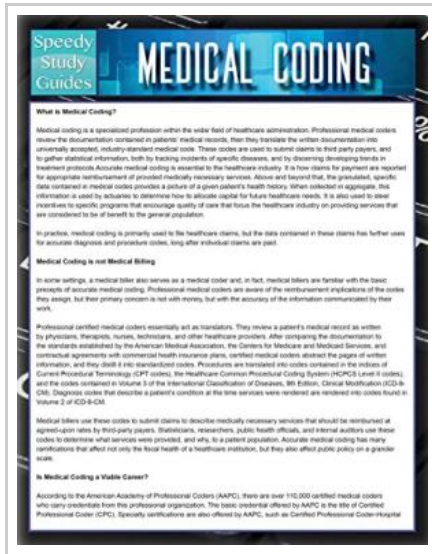 Speedy
Study
Guides
MEDICAL CODING
What is Medical Coding?
Medical coding is a specialized profession within the wider field of healthcare administration. Professional medical coders
review the documentation contained in patients' medical records, then they translate the written documentation into
universally accepted, industry-standard medical code. These codes are used to submit claims to third party payers, and
to gather statistical information, both by tracking incidents of specific diseases, and by discerning developing trends in
treatment protocols.Accurate medical coding is essential to the healthcare industry. It is how claims for payment are reported
for appropriate reimbursement of provided medically necessary services. Above and beyond that, the granulated, specific
data contained in medical codes provides a picture of a given patient's health history. When collected in aggregate, this
information is used by actuaries to determine how to allocate capital for future healthcare needs. It is also used to steer
incentives to specific programs that encourage quality of care that focus the healthcare industry on providing services that
are considered to be of benefit to the general population.
In practice, medical coding is primarily used to file healthcare claims, but the data contained in these claims has further uses
for accurate diagnosis and procedure codes, long after individual claims are paid.
Medical Coding is not Medical Billing
In some settings, a medical biller also serves as a medical coder and, in fact, medical billers are familiar with the basic
precepts of accurate medical coding. Professional medical coders are aware of the reimbursement implications of the codes
they assign, but their primary concern is not with money, but with the accuracy of the information communicated by their
work.
Professional certified medical coders essentially act as translators. They review a patient's medical record as written
by physicians, therapists, nurses, technicians, and other healthcare providers. After comparing the documentation to
the standards established by the American Medical Association, the Centers for Medicare and Medicaid Services, and
contractual agreements with commercial health insurance plans, certified medical coders abstract the pages of written
information, and they distill it into standardized codes. Procedures are translated into codes contained in the indices of
Current Procedural Terminology (CPT codes), the Healthcare Common Procedural Coding System (HCPCS Level II codes),
and the codes contained in Volume 3 of the International Classification of Diseases, 9th Edition, Clinical Modification (ICD-9-
CM). Diagnosis codes that describe a patient's condition at the time services were rendered are rendered into codes found in
Volume 2 of ICD-9-CM.
Medical billers use these codes to submit claims to describe medically necessary services that should be reimbursed at
agreed-upon rates by third-party payers. Statisticians, researchers, public health officials, and internal auditors use these
codes to determine what services were provided, and why, to a patient population. Accurate medical coding has many
ramifications that affect not only the fiscal health of a healthcare institution, but they also affect public policy on a grander
scale.
Is Medical Coding a Viable Career?
According to the American Academy of Professional Coders (AAPC), there are over 110,000 certified medical coders
who carry credentials from this professional organization. The basic credential offered by AAPC is the title of Certified
Professional Coder (CPC). Specialty certifications are also offered by AAPC, such as Certified Professional Coder-Hospital